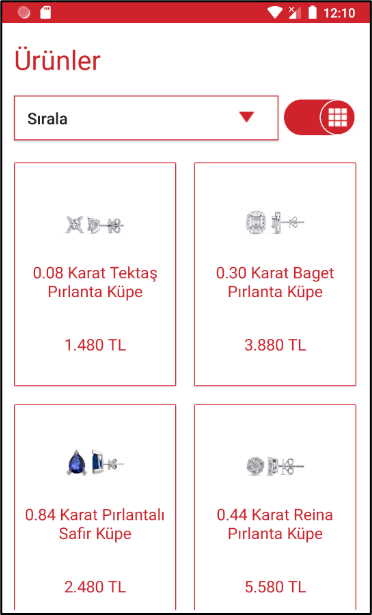 12:10
Ürünler
Sırala
0.08 Karat Tektaş
Pırlanta Küpe
1.480 TL
0.30 Karat Baget
Pırlanta Küpe
3.880 TL
0.84 Karat Pırlantalı
Safir Küpe
2.480 TL
0.44 Karat Reina
Pırlanta Küpe
5.580 TL